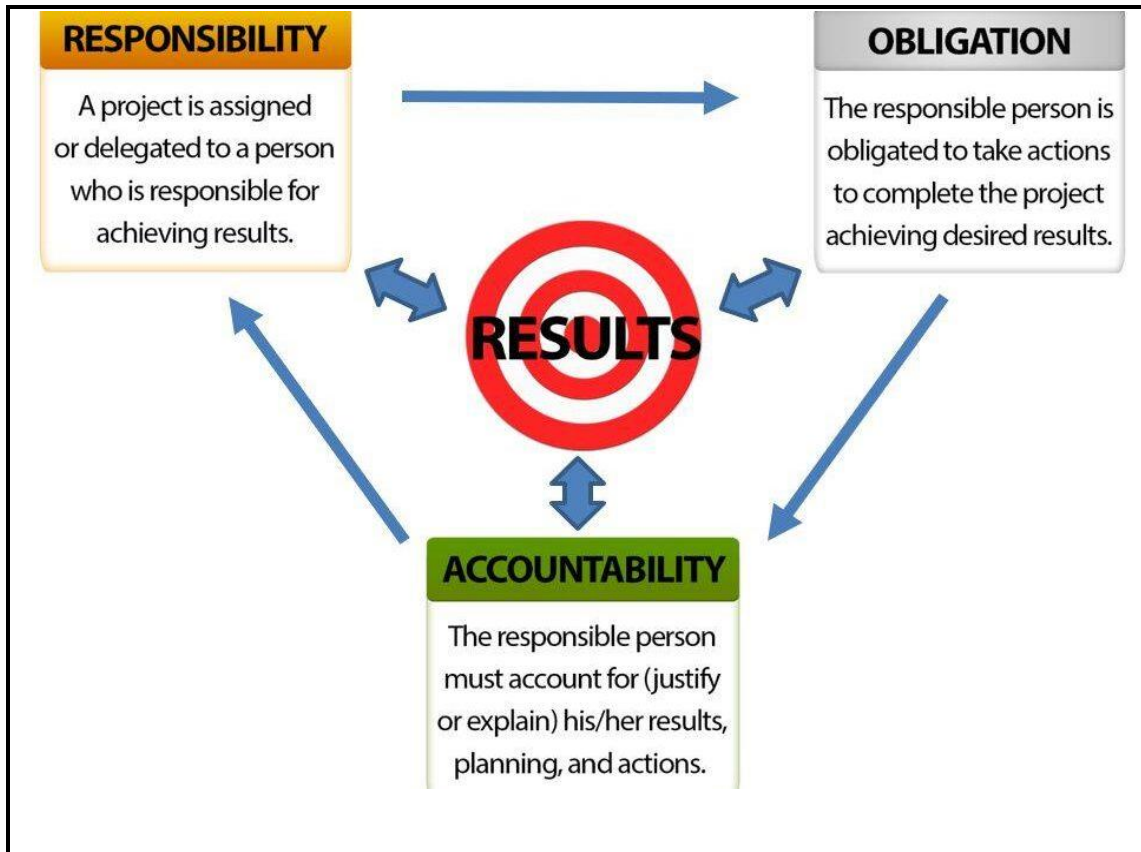 RESPONSIBILITY
A project is assigned
or delegated to a person
who is responsible for
achieving results.
OBLIGATION
The responsible person is
obligated to take actions
to complete the project
achieving desired results.
RESULTS
ACCOUNTABILITY
The responsible person
must account for (justify
or explain) his/her results,
planning, and actions.